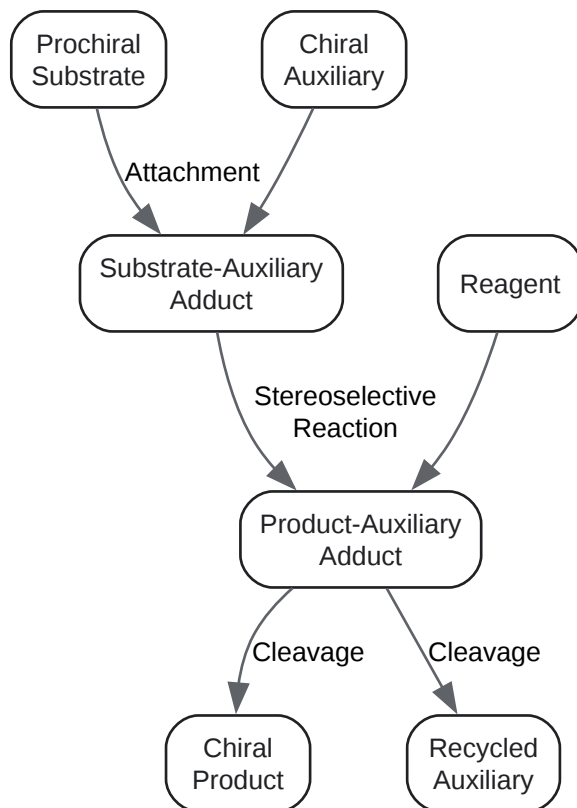 Prochiral
Substrate
Chiral
Auxiliary
Attachment
Substrate-Auxiliary
Adduct
Reagent
Stereoselective
Reaction
Product-Auxiliary
Adduct
Cleavage
Cleavage
Chiral
Product
Recycled
Auxiliary